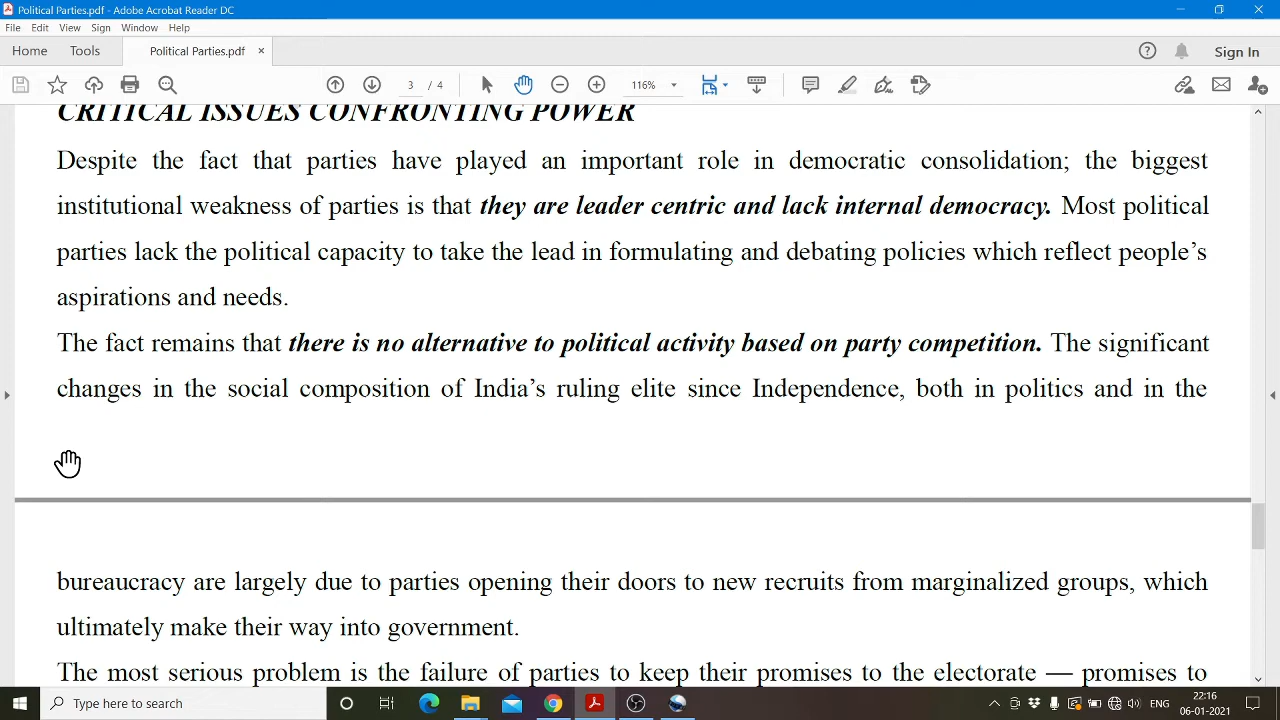 Political Parties.pdf - Adobe Acrobat Reader DC
File Edit View Sign Window Help
Home Tools Political Parties.pdf × Sign In
3 / 4 116%
CRITICAL ISSUES CONFRONTING POWER
Despite the fact that parties have played an important role in democratic consolidation; the biggest
institutional weakness of parties is that they are leader centric and lack internal democracy. Most political
parties lack the political capacity to take the lead in formulating and debating policies which reflect people’s
aspirations and needs.
The fact remains that there is no alternative to political activity based on party competition. The significant
changes in the social composition of India’s ruling elite since Independence, both in politics and in the
bureaucracy are largely due to parties opening their doors to new recruits from marginalized groups, which
ultimately make their way into government.
The most serious problem is the failure of parties to keep their promises to the electorate — promises to
Type here to search ENG 22:16
06-01-2021